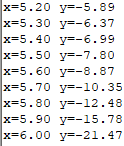 x=5.20 y=-5.89
x=5.30 y=-6.37
x=5.40 y=-6.99
x=5.50 y=-7.80
x=5.60 y=-8.87
x=5.70 y=-10.35
x=5.80 y=-12.48
x=5.90 y=-15.78
x=6.00 y=-21.47